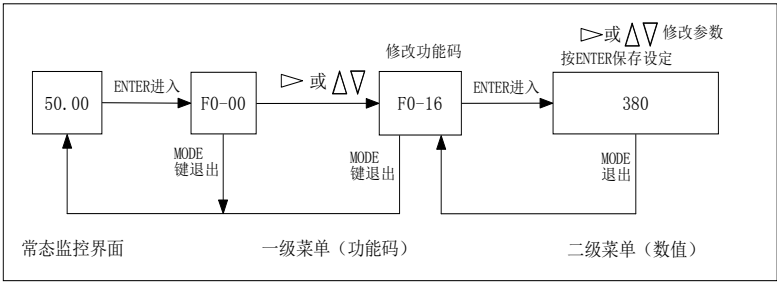 ▷或△▽修改参数
修改功能码
按ENTER保存设定
ENTER进入
▷ 或 △▽
ENTER进入
50.00
F0-00
F0-16
380
MODE
键退出
MODE
键退出
MODE
退出
常态监控界面
一级菜单（功能码）
二级菜单（数值）